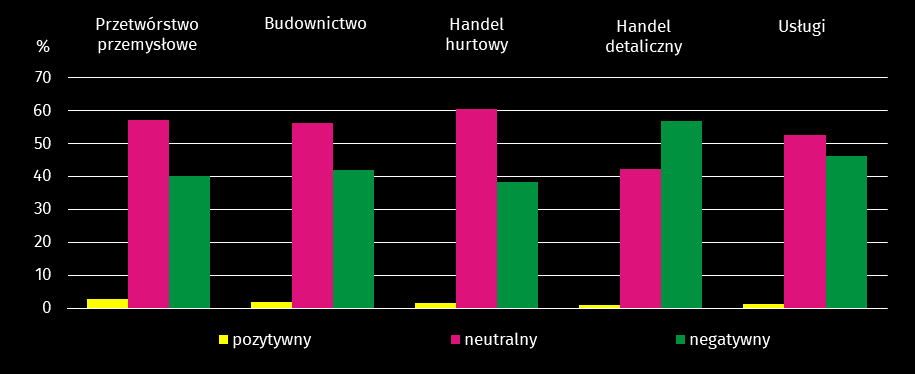 Przetwórstwo
przemysłowe
Budownictwo
Handel
hurtowy
Handel
detaliczny
Usługi
%
70
60
50
40
30
20
10
0
pozytywny
neutralny
negatywny